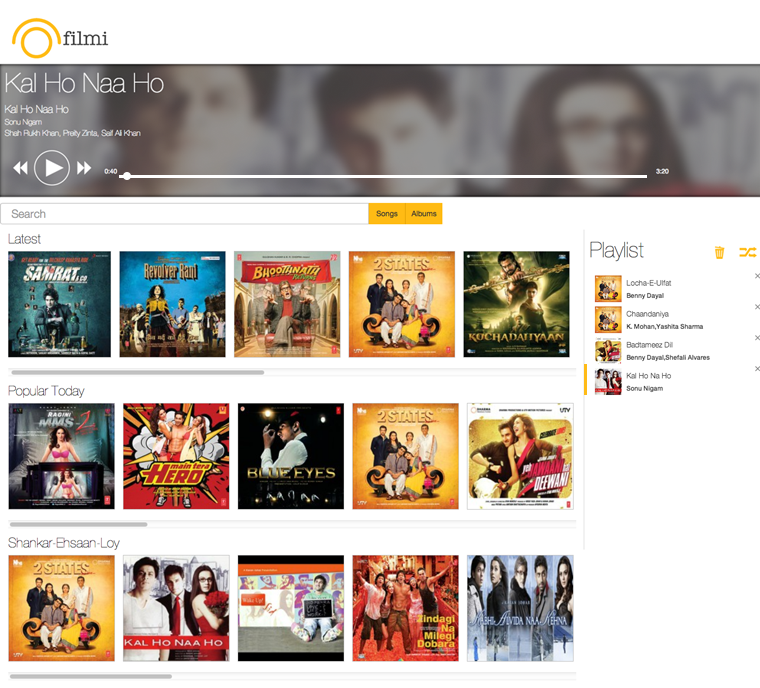 filmi
Kal Ho Naa Ho
Kal Ho Naa Ho
Sonu Nigam
Shah Rukh Khan, Preity Zinta, Saif Ali Khan
0:40
3:20
Search
Songs
Albums
Latest
SAMRAT & CO.
Revolver Rani
BHOOTHNATH
RETURNS
2 STATES
KOCHADAIIYAAN
Popular Today
RAGINI
MMS 2
main tera
HERO
BLUE EYES
2 STATES
UTV
yeh
JAWAANI
hai
DEEWANI
Shankar-Ehsaan-Loy
2 STATES
KAL HO NAA HO
Wake Up!
Zindagi
Na
Milegi
Dobara
KABHI ALVIDA NAA KEHNA
Playlist
Locha-E-Ulfat
Benny Dayal
Chaandaniya
K. Mohan,Yashita Sharma
Badtameez Dil
Benny Dayal,Shefali Alvares
Kal Ho Na Ho
Sonu Nigam